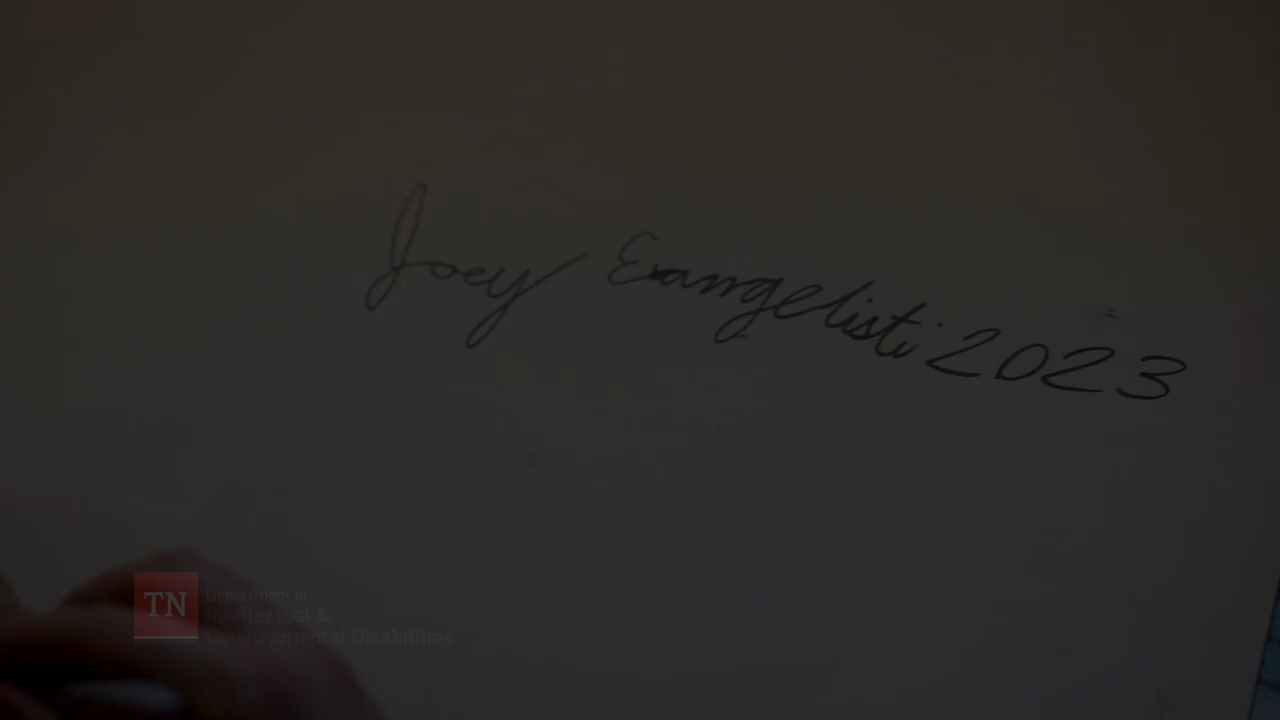 Joey Evangelisti 2023
TN
Department of
Intellectual &
Developmental Disabilities